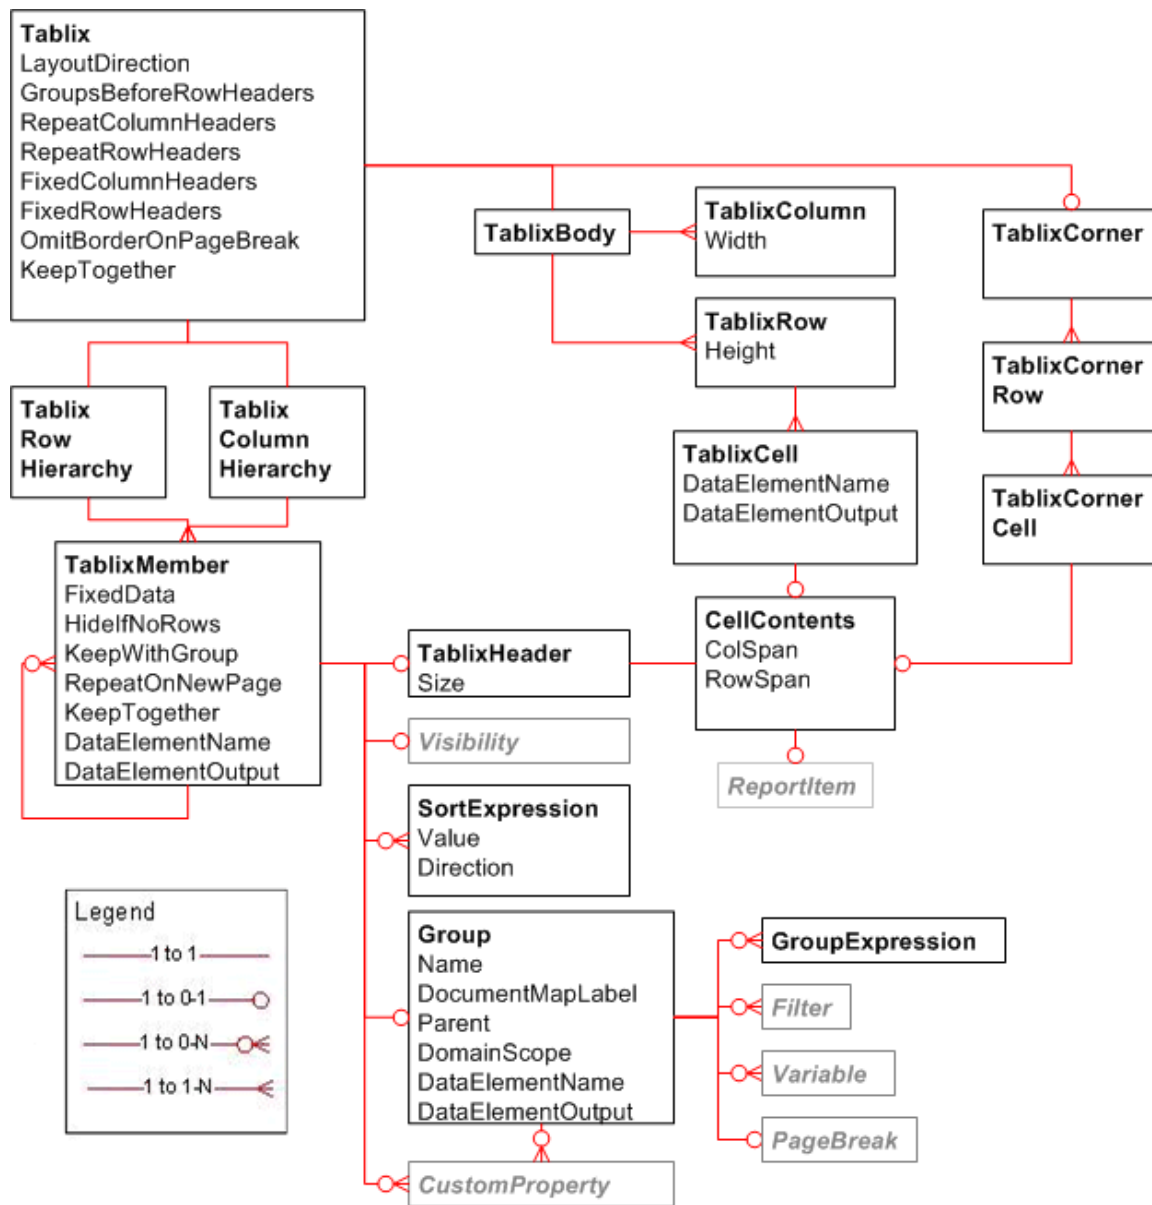 Tablix
LayoutDirection
GroupsBeforeRowHeaders
RepeatColumnHeaders
RepeatRowHeaders
FixedColumnHeaders
FixedRowHeaders
OmitBorderOnPageBreak
KeepTogether
TablixBody
TablixColumn
Width
TablixCorner
TablixRow
Height
TablixCorner
Row
Tablix
Row
Hierarchy
Tablix
Column
Hierarchy
TablixCell
DataElementName
DataElementOutput
TablixCorner
Cell
TablixMember
FixedData
HideIfNoRows
KeepWithGroup
RepeatOnNewPage
KeepTogether
DataElementName
DataElementOutput
TablixHeader
Size
CellContents
ColSpan
RowSpan
Visibility
ReportItem
SortExpression
Value
Direction
Legend
1 to 1
1 to 0-1
1 to 0-N
1 to 1-N
Group
Name
DocumentMapLabel
Parent
DomainScope
DataElementName
DataElementOutput
GroupExpression
Filter
Variable
PageBreak
CustomProperty